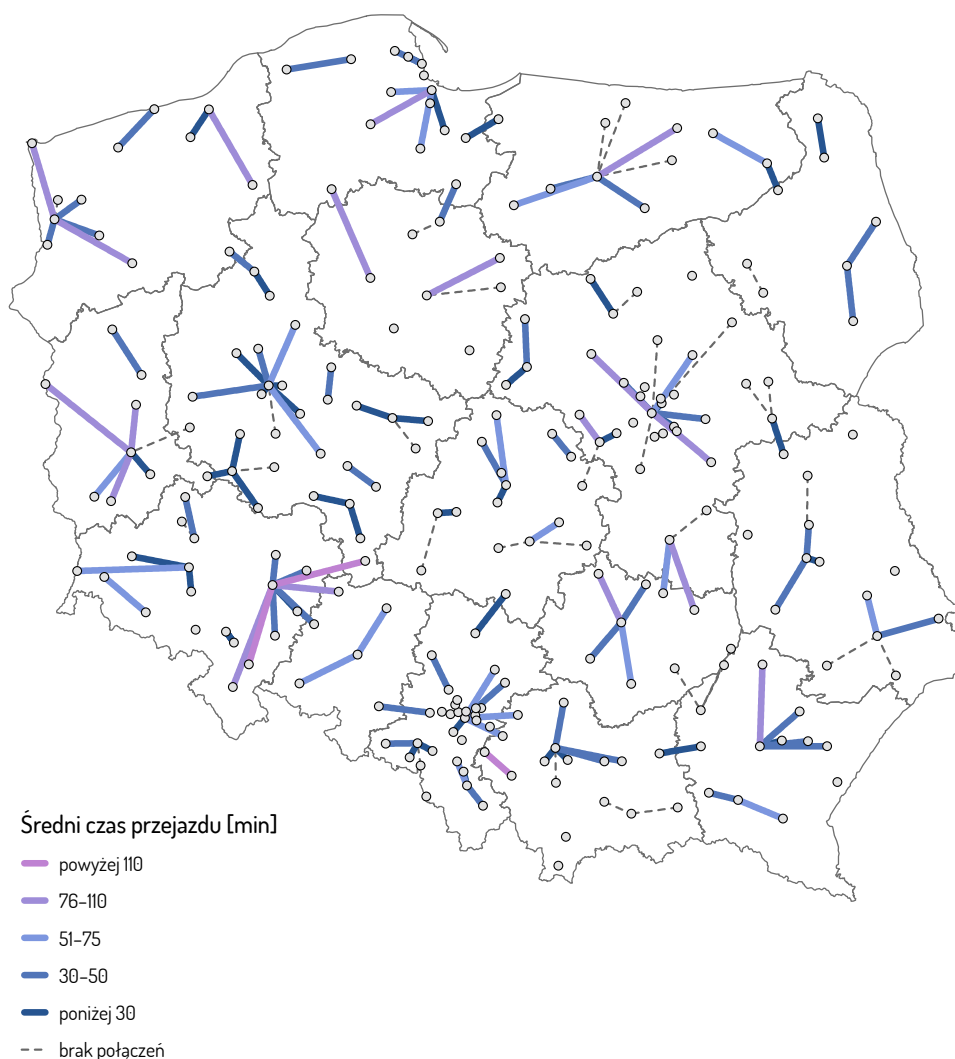 Średni czas przejazdu [min]
powyżej 110
76–110
51–75
30–50
poniżej 30
brak połączeń